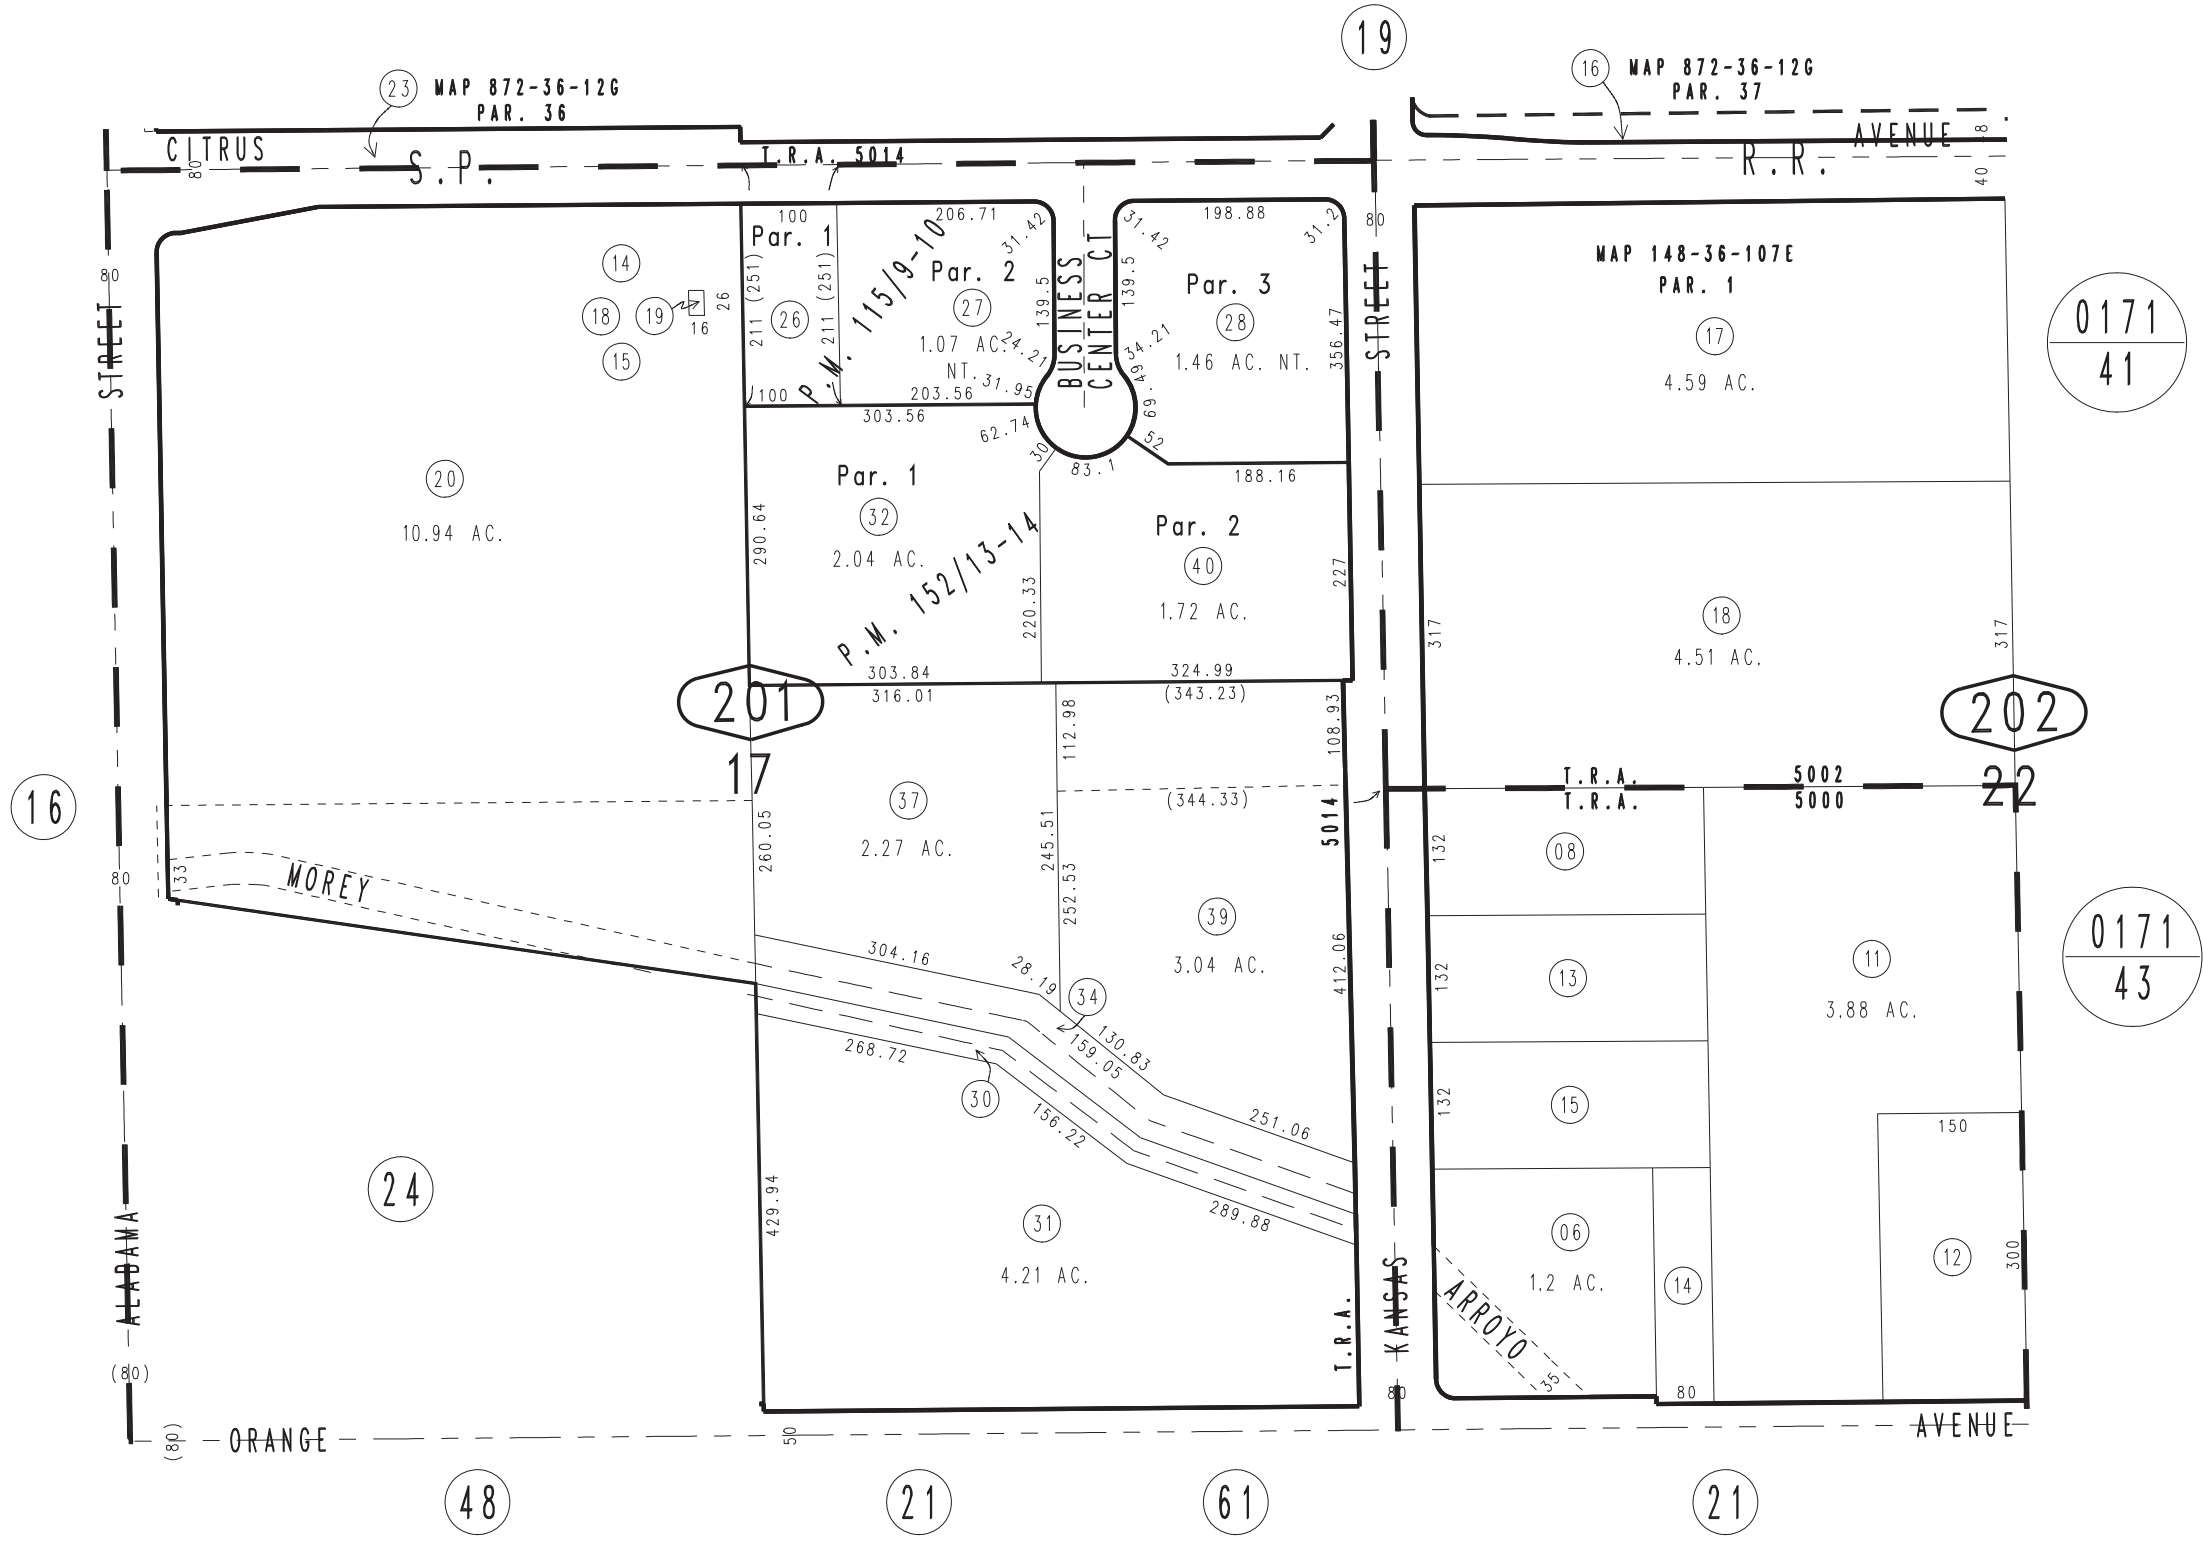 19
23
MAP 872-36-12G
PAR. 36
16
MAP 872-36-12G
PAR. 37
CITRUS
80
S.P.
T.R.A. 5014
R.R.
AVENUE
48
40
100
206.71
31.42
31.42
198.88
31.2
80
Par. 1
211 (251)
211 (251)
26
P.M. 115/9-10
Par. 2
27
1.07 AC.
NT.
139.5
24.21
31.95
BUSINESS
CENTER CT
139.5
34.21
69.49
Par. 3
28
1.46 AC. NT.
356.47
STREET
MAP 148-36-107E
PAR. 1
17
4.59 AC.
0171
41
80
STREET
14
18
19
26
16
15
100
203.56
303.56
62.74
30
83.1
52
188.16
20
10.94 AC.
Par. 1
32
2.04 AC.
290.64
P.M. 152/13-14
220.33
Par. 2
40
1.72 AC.
227
317
18
4.51 AC.
317
303.84
324.99
201
316.01
(343.23)
202
17
112.98
108.93
16
37
2.27 AC.
260.05
245.51
252.53
(344.33)
5014
T.R.A. 5002
T.R.A. 5000
22
132
08
80
33
MOREY
304.16
28.19
34
39
3.04 AC.
412.06
132
13
11
3.88 AC.
0171
43
268.72
30
159.05
130.83
156.22
251.06
289.88
132
15
150
24
429.94
31
4.21 AC.
06
1.2 AC.
14
12
300
ALABAMA
T.R.A.
KANSAS
ARROYO
35
(80)
80
80
(80)
ORANGE
50
AVENUE
48
21
61
21